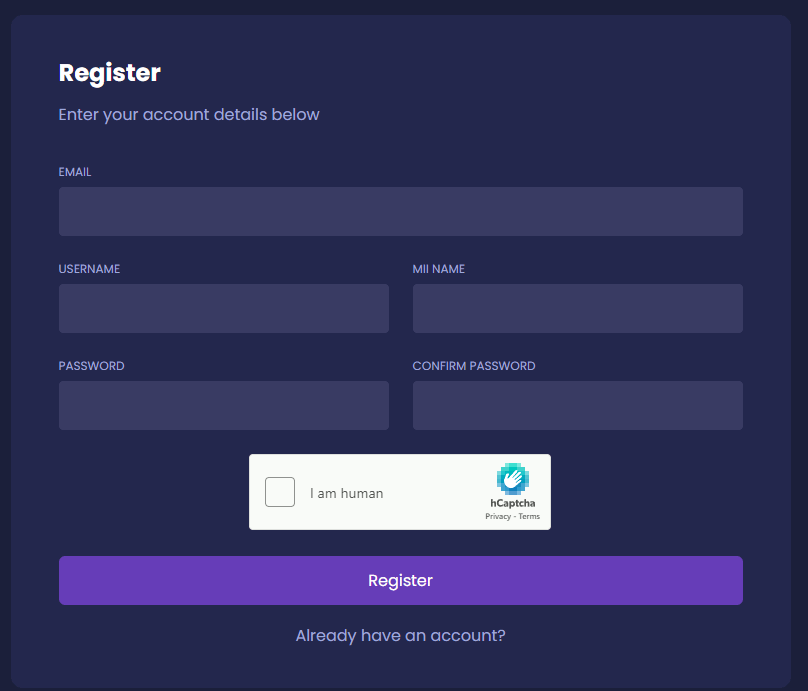 Register
Enter your account details below
EMAIL
USERNAME
MII NAME
PASSWORD
CONFIRM PASSWORD
I am human
hCaptcha
Privacy - Terms
Register
Already have an account?